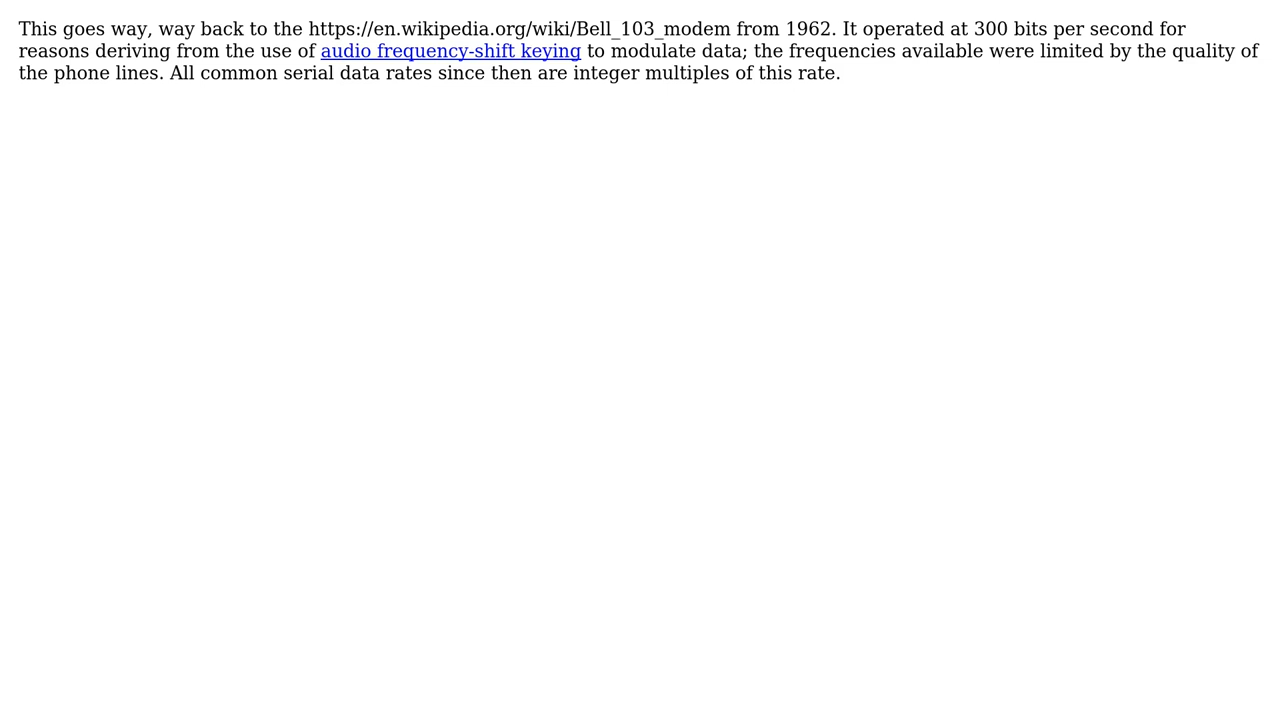 This goes way, way back to the https://en.wikipedia.org/wiki/Bell_103_modem from 1962. It operated at 300 bits per second for
reasons deriving from the use of audio frequency-shift keying to modulate data; the frequencies available were limited by the quality of
the phone lines. All common serial data rates since then are integer multiples of this rate.